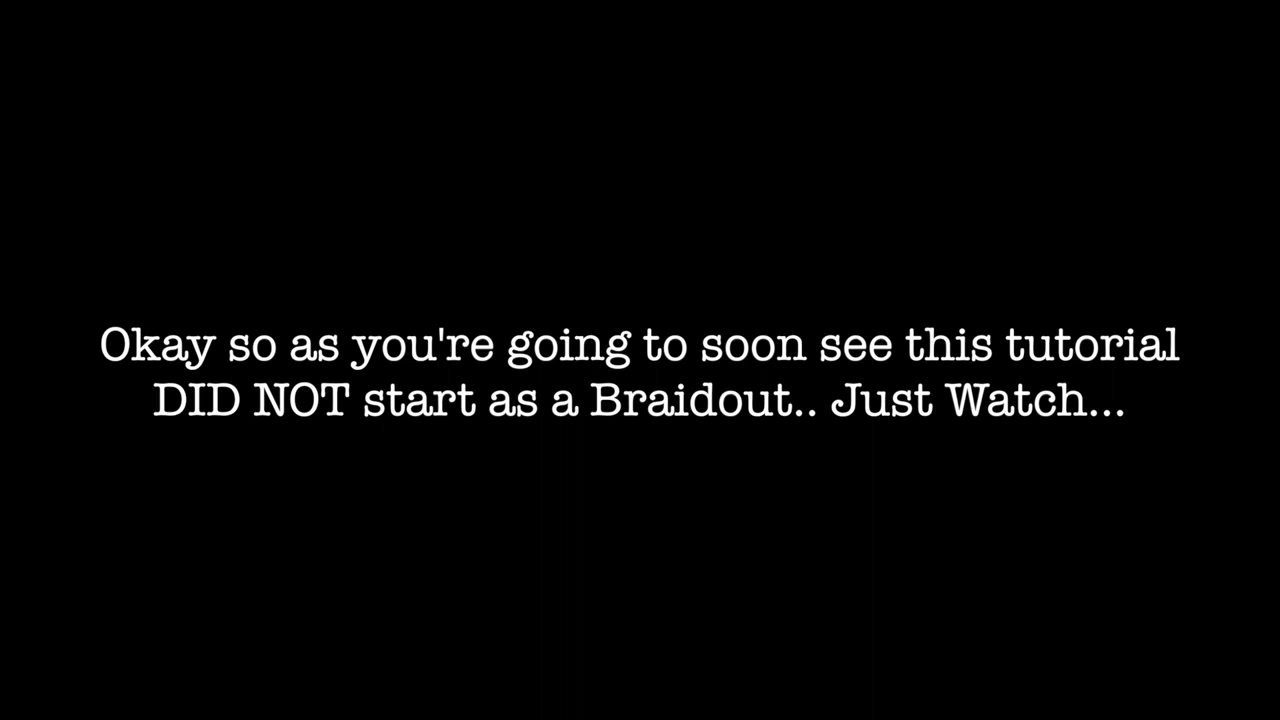 Okay so as you're going to soon see this tutorial
DID NOT start as a Braidout.. Just Watch...